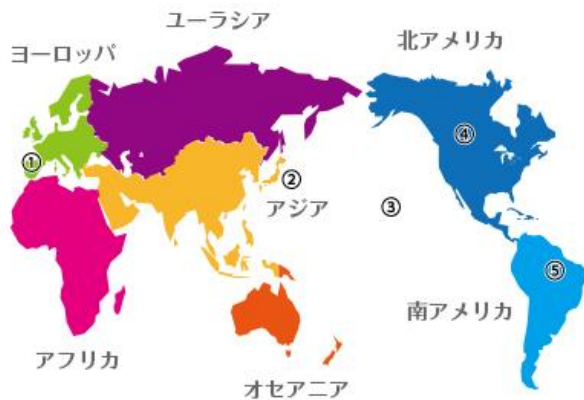 ユーラシア
北アメリカ
ヨーロッパ
④
①
②
アジア
③
⑤
南アメリカ
アフリカ
オセアニア